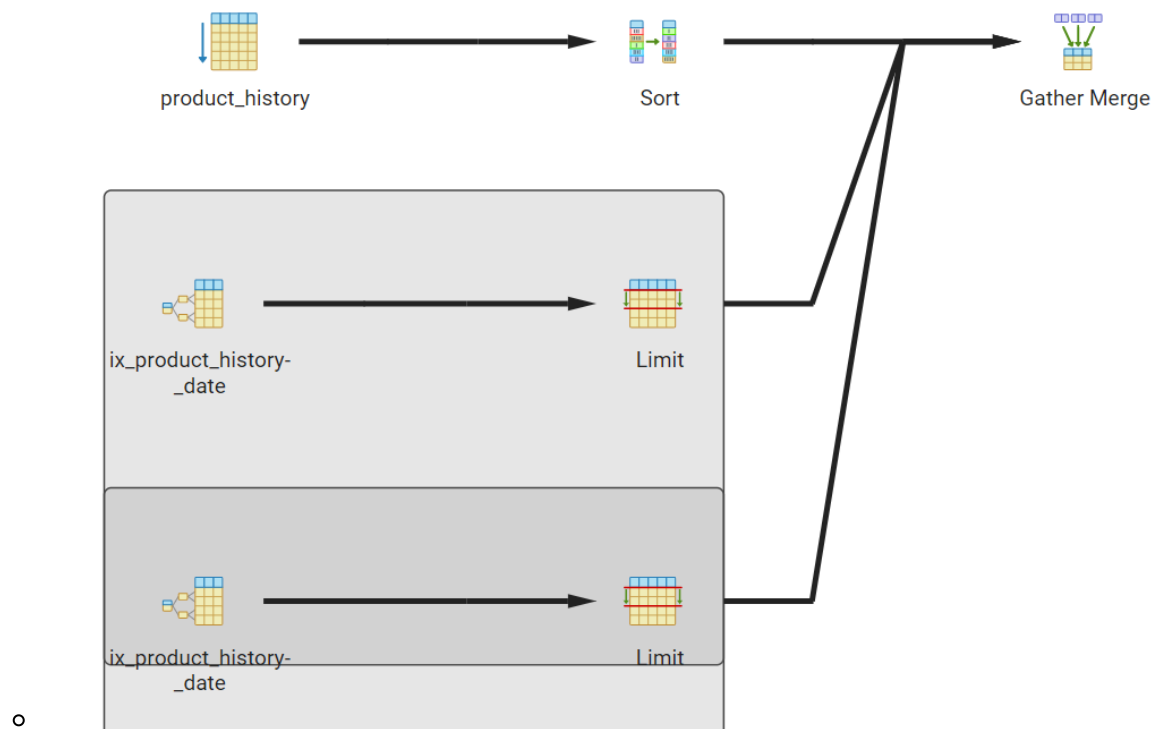 product_history
Sort
Gather Merge
ix_product_history-
_date
Limit
ix_product_history-
_date
Limit